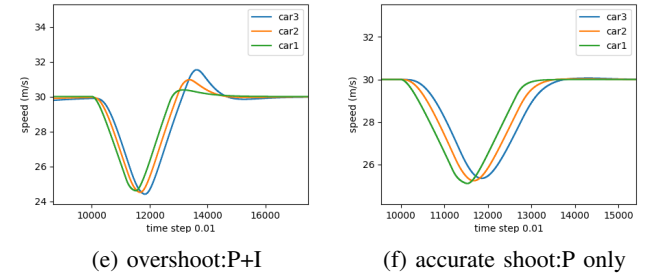 34
32
30
28
26
24
speed (m/s)
car3
car2
car1
10000 12000 14000 16000
time step 0.01
(e) overshoot:P+I
32
30
28
26
speed (m/s)
car3
car2
car1
10000 11000 12000 13000 14000 15000
time step 0.01
(f) accurate shoot:P only